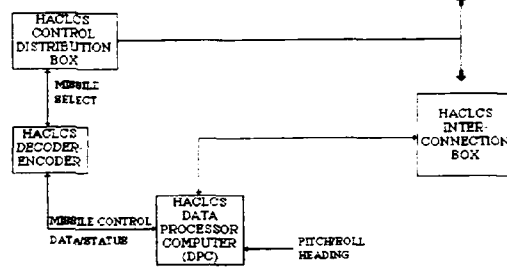 HACLCS
CONTROL
DISTRIBUTION
BOX
MISSILE
SELECT
HACLCS
INTER-
CONNECTION
BOX
HACLCS
DECODER-
ENCODER
HACLCS
DATA
PROCESSOR
COMPUTER
(DPC)
MISSILE CONTROL
DATA/STATUS
PITCH/ROLL
HEADING